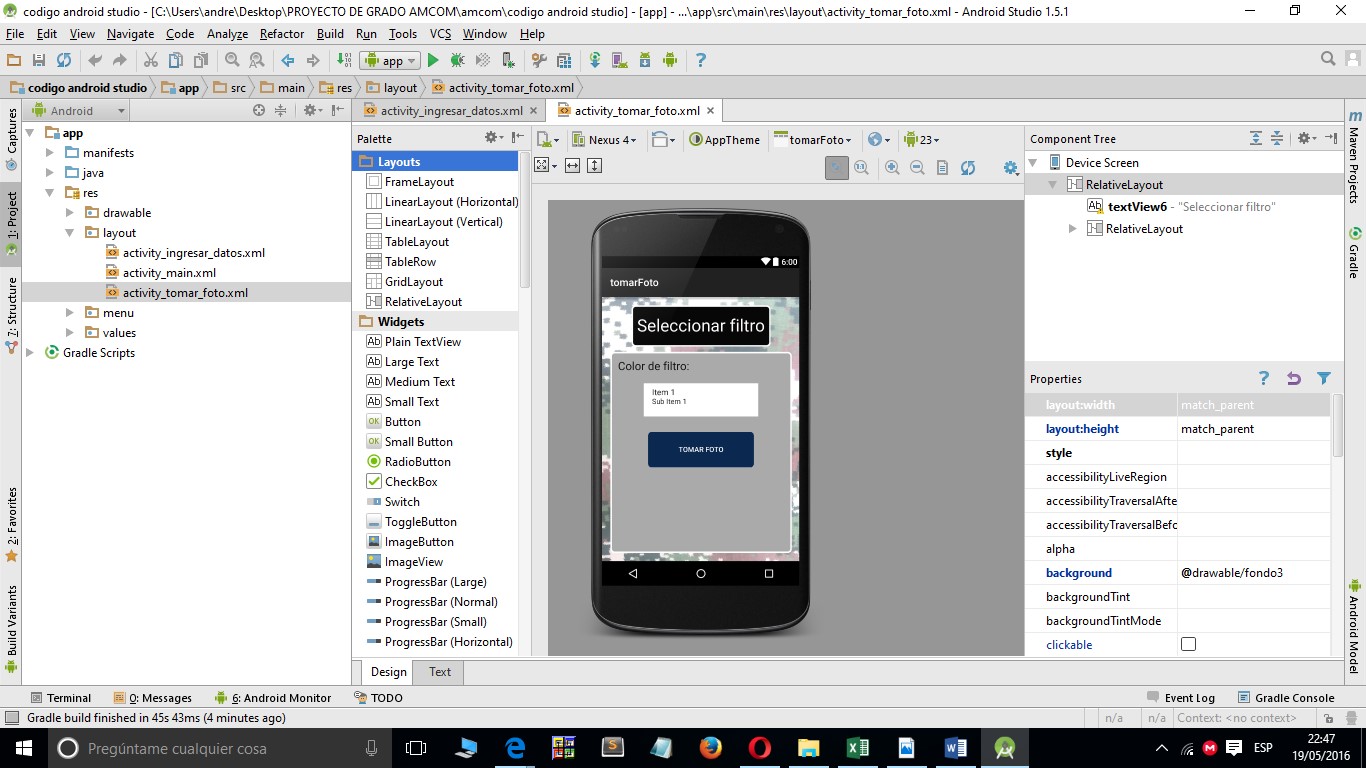 codigo android studio - [C:\Users\andre\Desktop\PROYECTO DE GRADO AMCOM\amcom\codigo android studio] - [app] - ...\app\src\main\res\layout\activity_tomar_foto.xml - Android Studio 1.5.1
File Edit View Navigate Code Analyze Refactor Build Run Tools VCS Window Help
app
codigo android studio app src main res layout activity_tomar_foto.xml
Captures
1: Project
7: Structure
2: Favorites
Build Variants
Android
app
manifests
java
res
drawable
layout
activity_ingresar_datos.xml
activity_main.xml
activity_tomar_foto.xml
menu
values
Gradle Scripts
activity_ingresar_datos.xml activity_tomar_foto.xml
Palette
Layouts
FrameLayout
LinearLayout (Horizontal)
LinearLayout (Vertical)
TableLayout
TableRow
GridLayout
RelativeLayout
Widgets
Plain TextView
Large Text
Medium Text
Small Text
Button
Small Button
RadioButton
CheckBox
Switch
ToggleButton
ImageButton
ImageView
ProgressBar (Large)
ProgressBar (Normal)
ProgressBar (Small)
ProgressBar (Horizontal)
Nexus 4 AppTheme tomarFoto 23
6:00
tomarFoto
Seleccionar filtro
Color de filtro:
Item 1
Sub Item 1
TOMAR FOTO
Component Tree
Device Screen
RelativeLayout
textView6 - "Seleccionar filtro"
RelativeLayout
Properties
layout:width match_parent
layout:height match_parent
style
accessibilityLiveRegion
accessibilityTraversalAfte
accessibilityTraversalBefo
alpha
background @drawable/fondo3
backgroundTint
backgroundTintMode
clickable
Maven Projects
Gradle
Android Model
Design Text
Terminal 0: Messages 6: Android Monitor TODO
Event Log Gradle Console
Gradle build finished in 45s 43ms (4 minutes ago)
n/a n/a Context: <no context>
Pregúntame cualquier cosa
ESP
22:47
19/05/2016